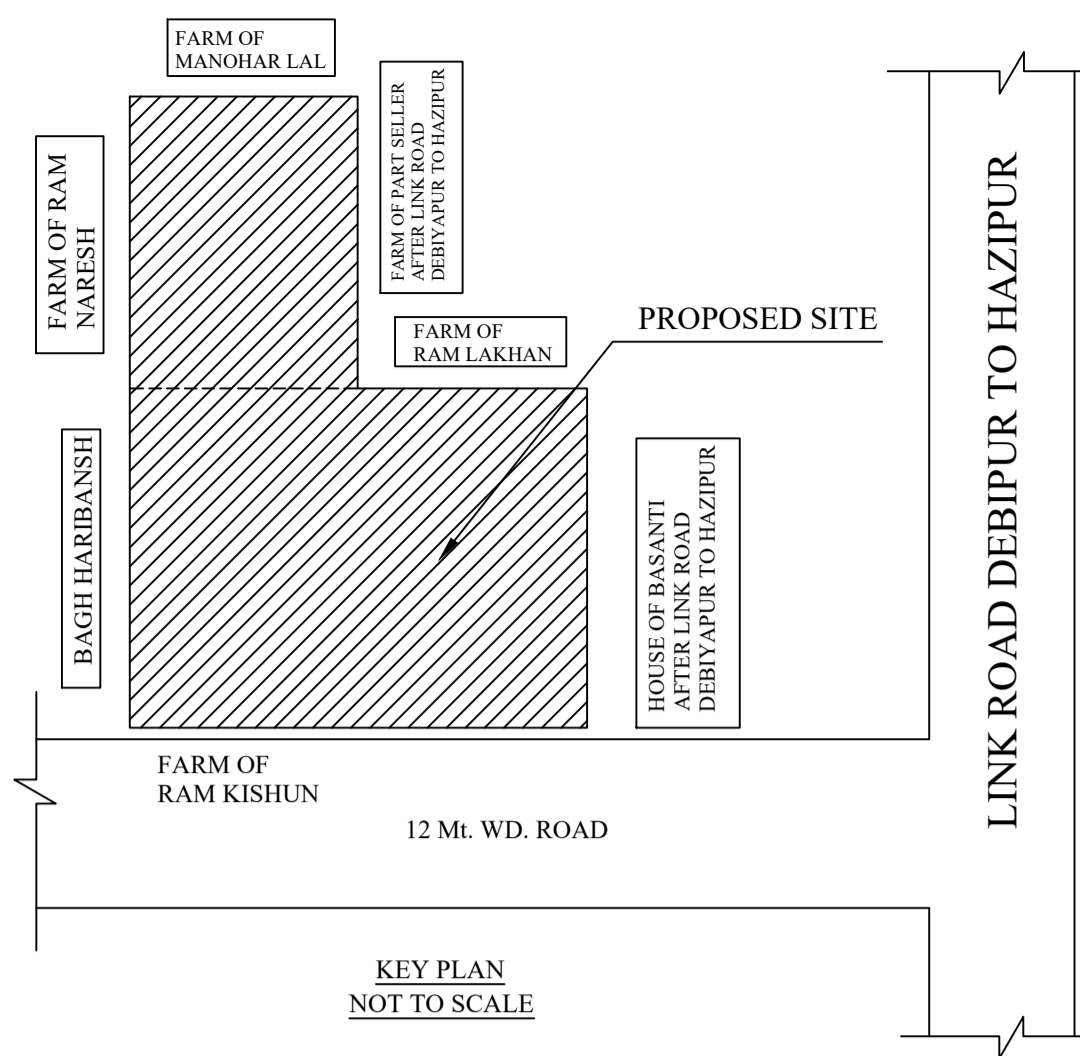 FARM OF
MANOHAR LAL
FARM OF PART SELLER
AFTER LINK ROAD
DEBIYAPUR TO HAZIPUR
FARM OF RAM
NARESH
FARM OF
RAM LAKHAN
PROPOSED SITE
LINK ROAD DEBIPUR TO HAZIPUR
BAGH HARIBANSH
HOUSE OF BASANTI
AFTER LINK ROAD
DEBIYAPUR TO HAZIPUR
FARM OF
RAM KISHUN
12 Mt. WD. ROAD
KEY PLAN
NOT TO SCALE